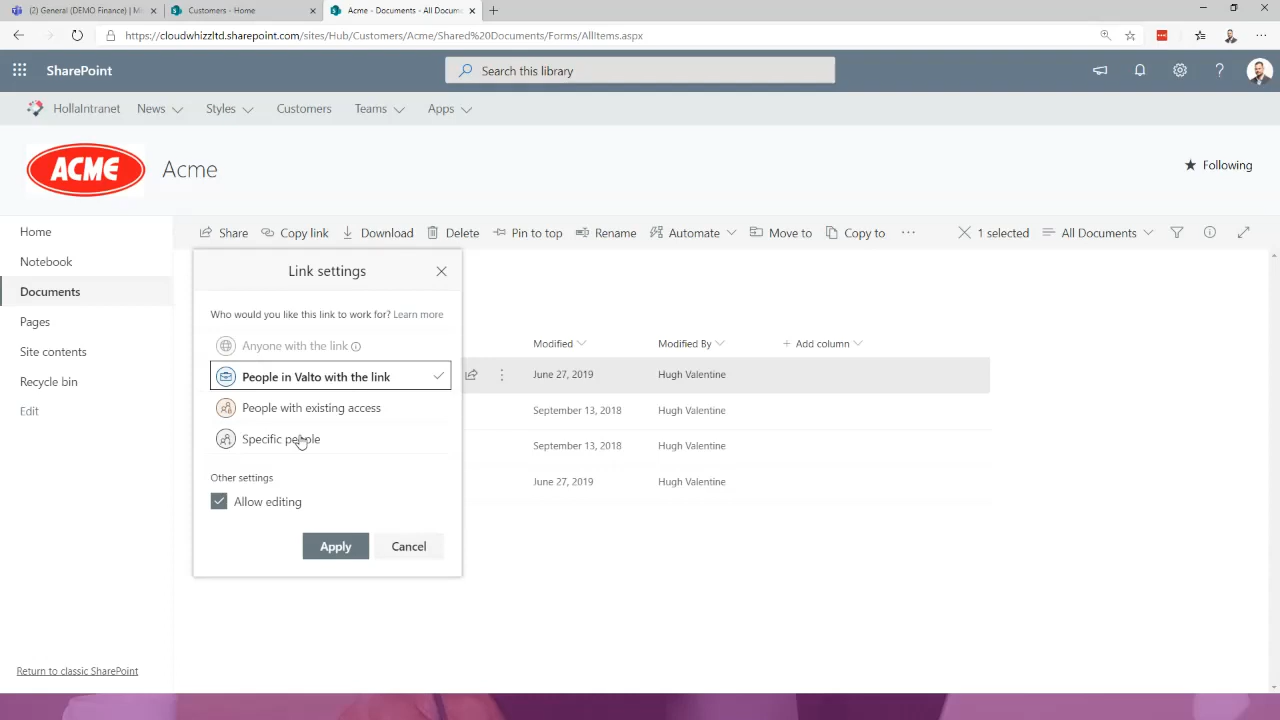 (2) General (DEMO Finance) | M
Customers - Home
Acme - Documents - All Docum
https://cloudwhizzltd.sharepoint.com/sites/Hub/Customers/Acme/Shared%20Documents/Forms/AllItems.aspx
SharePoint
Search this library
HollaIntranet
News
Styles
Customers
Teams
Apps
ACME
Acme
Following
Home
Notebook
Documents
Pages
Site contents
Recycle bin
Edit
Return to classic SharePoint
Share
Copy link
Download
Delete
Pin to top
Rename
Automate
Move to
Copy to
1 selected
All Documents
Link settings
Who would you like this link to work for? Learn more
Anyone with the link
People in Valto with the link
People with existing access
Specific people
Other settings
Allow editing
Apply
Cancel
Modified
Modified By
Add column
June 27, 2019
Hugh Valentine
September 13, 2018
Hugh Valentine
September 13, 2018
Hugh Valentine
June 27, 2019
Hugh Valentine